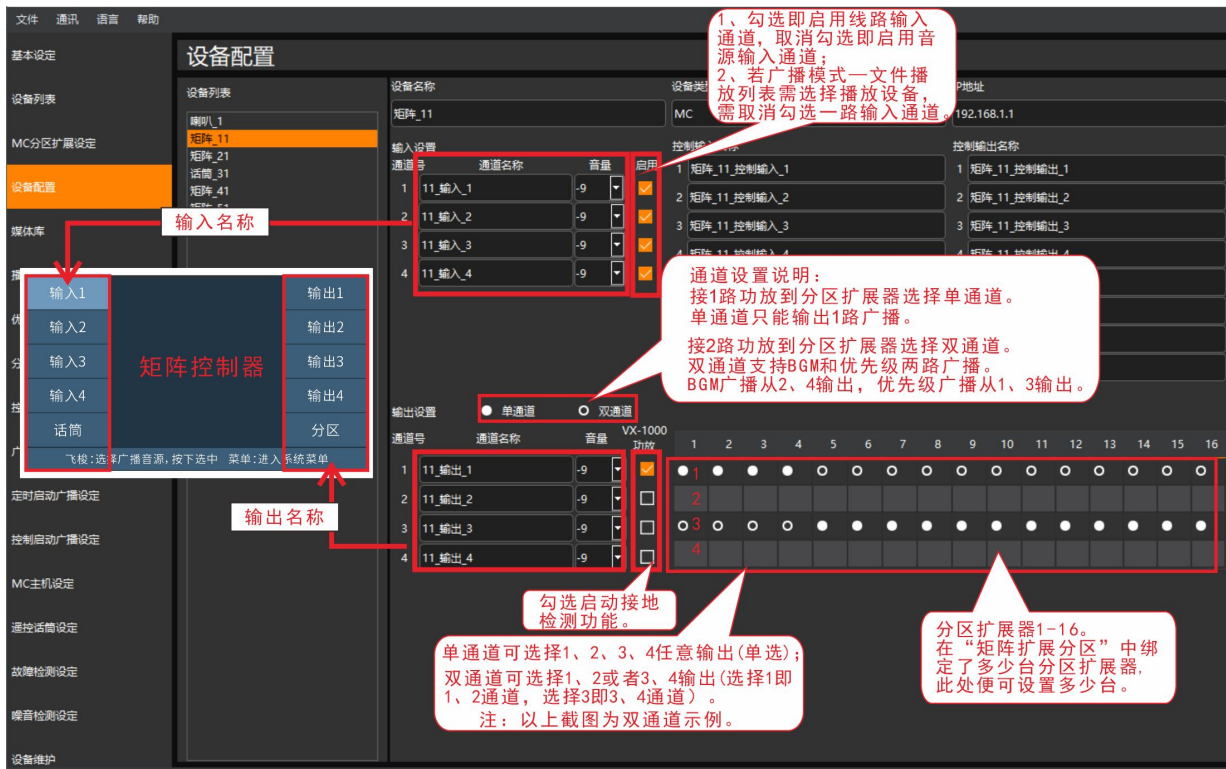 文件 通讯 语言 帮助
基本设定
设备列表
MC分区扩展设定
设备配置
媒体库
定时启动广播设定
控制启动广播设定
MC主机设定
遥控话筒设定
故障检测设定
噪音检测设定
设备维护
设备配置
设备列表
喇叭_1
矩阵_11
矩阵_21
话筒_31
矩阵_41
设备名称
矩阵_11
MC
192.168.1.1
1、勾选即启用线路输入
通道，取消勾选即启用音
源输入通道；
2、若广播模式—文件播
放列表需选择播放设备，
需取消勾选一路输入通道。
输入设置
通道号 通道名称 音量 启用
1 11_输入_1 -9
2 11_输入_2 -9
3 11_输入_3 -9
4 11_输入_4 -9
1 矩阵_11_控制输入_1
2 矩阵_11_控制输入_2
3 矩阵_11_控制输入_3
4 矩阵_11_控制输入_4
控制输出名称
1 矩阵_11_控制输出_1
2 矩阵_11_控制输出_2
3 矩阵_11_控制输出_3
4 矩阵_11_控制输出_4
输入名称
输入1
输入2
输入3
输入4
话筒
矩阵控制器
输出1
输出2
输出3
输出4
分区
飞梭:选择广播音源,按下选中 菜单:进入系统菜单
输出名称
通道设置说明：
接1路功放到分区扩展器选择单通道。
单通道只能输出1路广播。
接2路功放到分区扩展器选择双通道。
双通道支持BGM和优先级两路广播。
BGM广播从2、4输出，优先级广播从1、3输出。
输出设置 单通道 双通道
通道号 通道名称 音量 VX-1000
功放 1 2 3 4 5 6 7 8 9 10 11 12 13 14 15 16
1 11_输出_1 -9 1
2 11_输出_2 -9 2
3 11_输出_3 -9 3
4 11_输出_4 -9 4
勾选启动接地
检测功能。
单通道可选择1、2、3、4任意输出(单选)；
双通道可选择1、2或者3、4输出(选择1即
1、2通道，选择3即3、4通道）。
注：以上截图为双通道示例。
分区扩展器1-16。
在“矩阵扩展分区”中绑
定了多少台分区扩展器,
此处便可设置多少台。